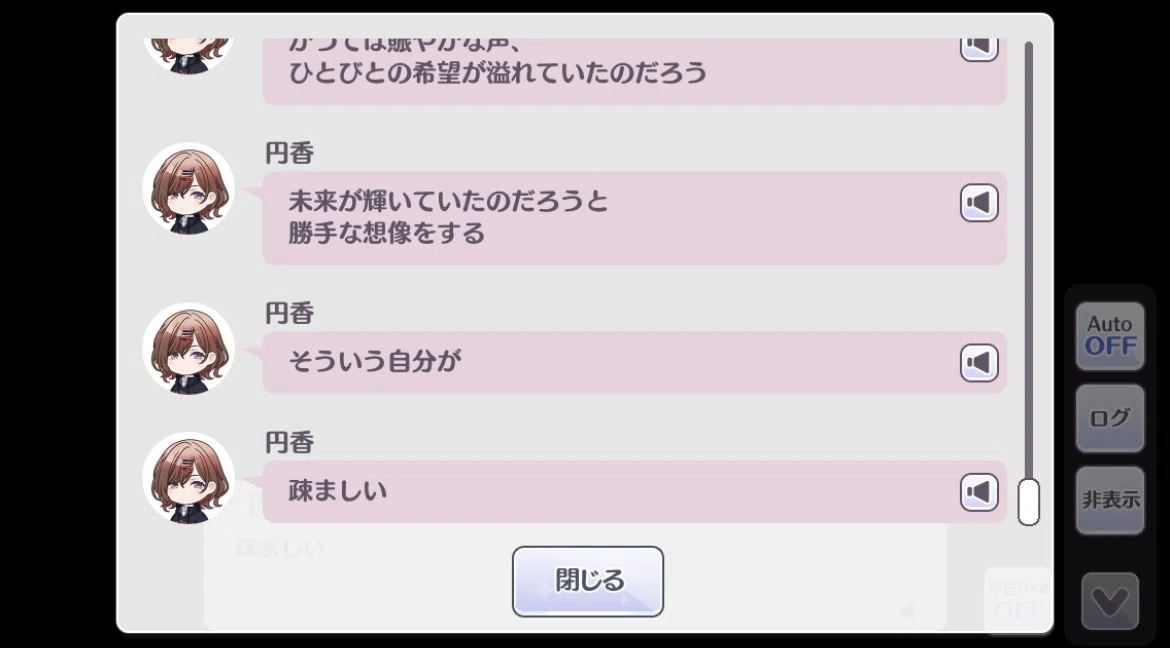 かつては賑やかな声、
ひとびとの希望が溢れていたのだろう
円香
未来が輝いていたのだろうと
勝手な想像をする
円香
そういう自分が
円香
疎ましい
疎ましい
閉じる
Auto
OFF
ログ
非表示
早送り×4
OFF